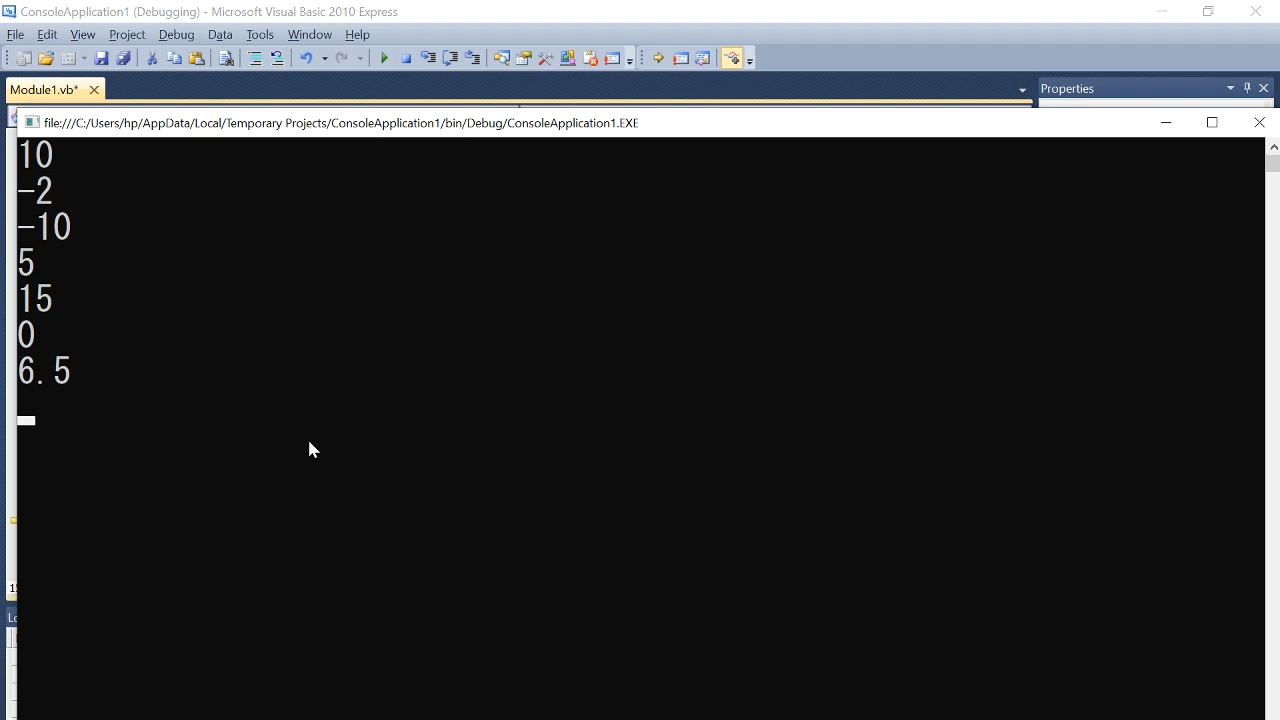 ConsoleApplication1 (Debugging) - Microsoft Visual Basic 2010 Express
File Edit View Project Debug Data Tools Window Help
Module1.vb* Properties
file:///C:/Users/hp/AppData/Local/Temporary Projects/ConsoleApplication1/bin/Debug/ConsoleApplication1.EXE
10
-2
-10
5
15
0
6.5